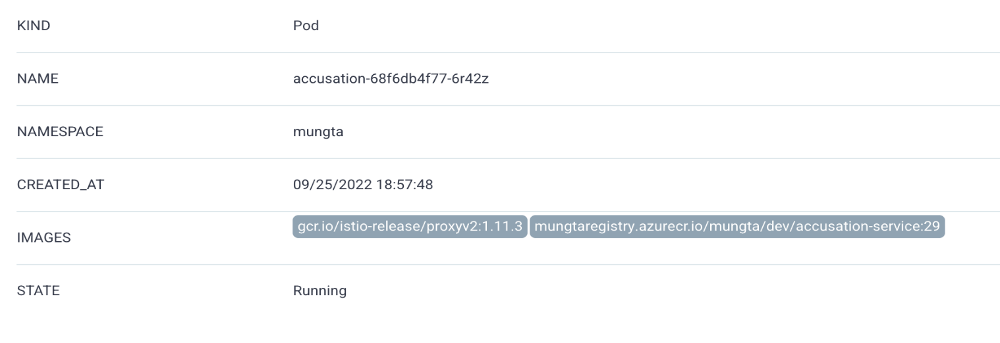 KIND Pod
NAME accusation-68f6db4f77-6r42z
NAMESPACE mungta
CREATED_AT 09/25/2022 18:57:48
IMAGES gcr.io/istio-release/proxyv2:1.11.3 mungtaregistry.azurecr.io/mungta/dev/accusation-service:29
STATE Running